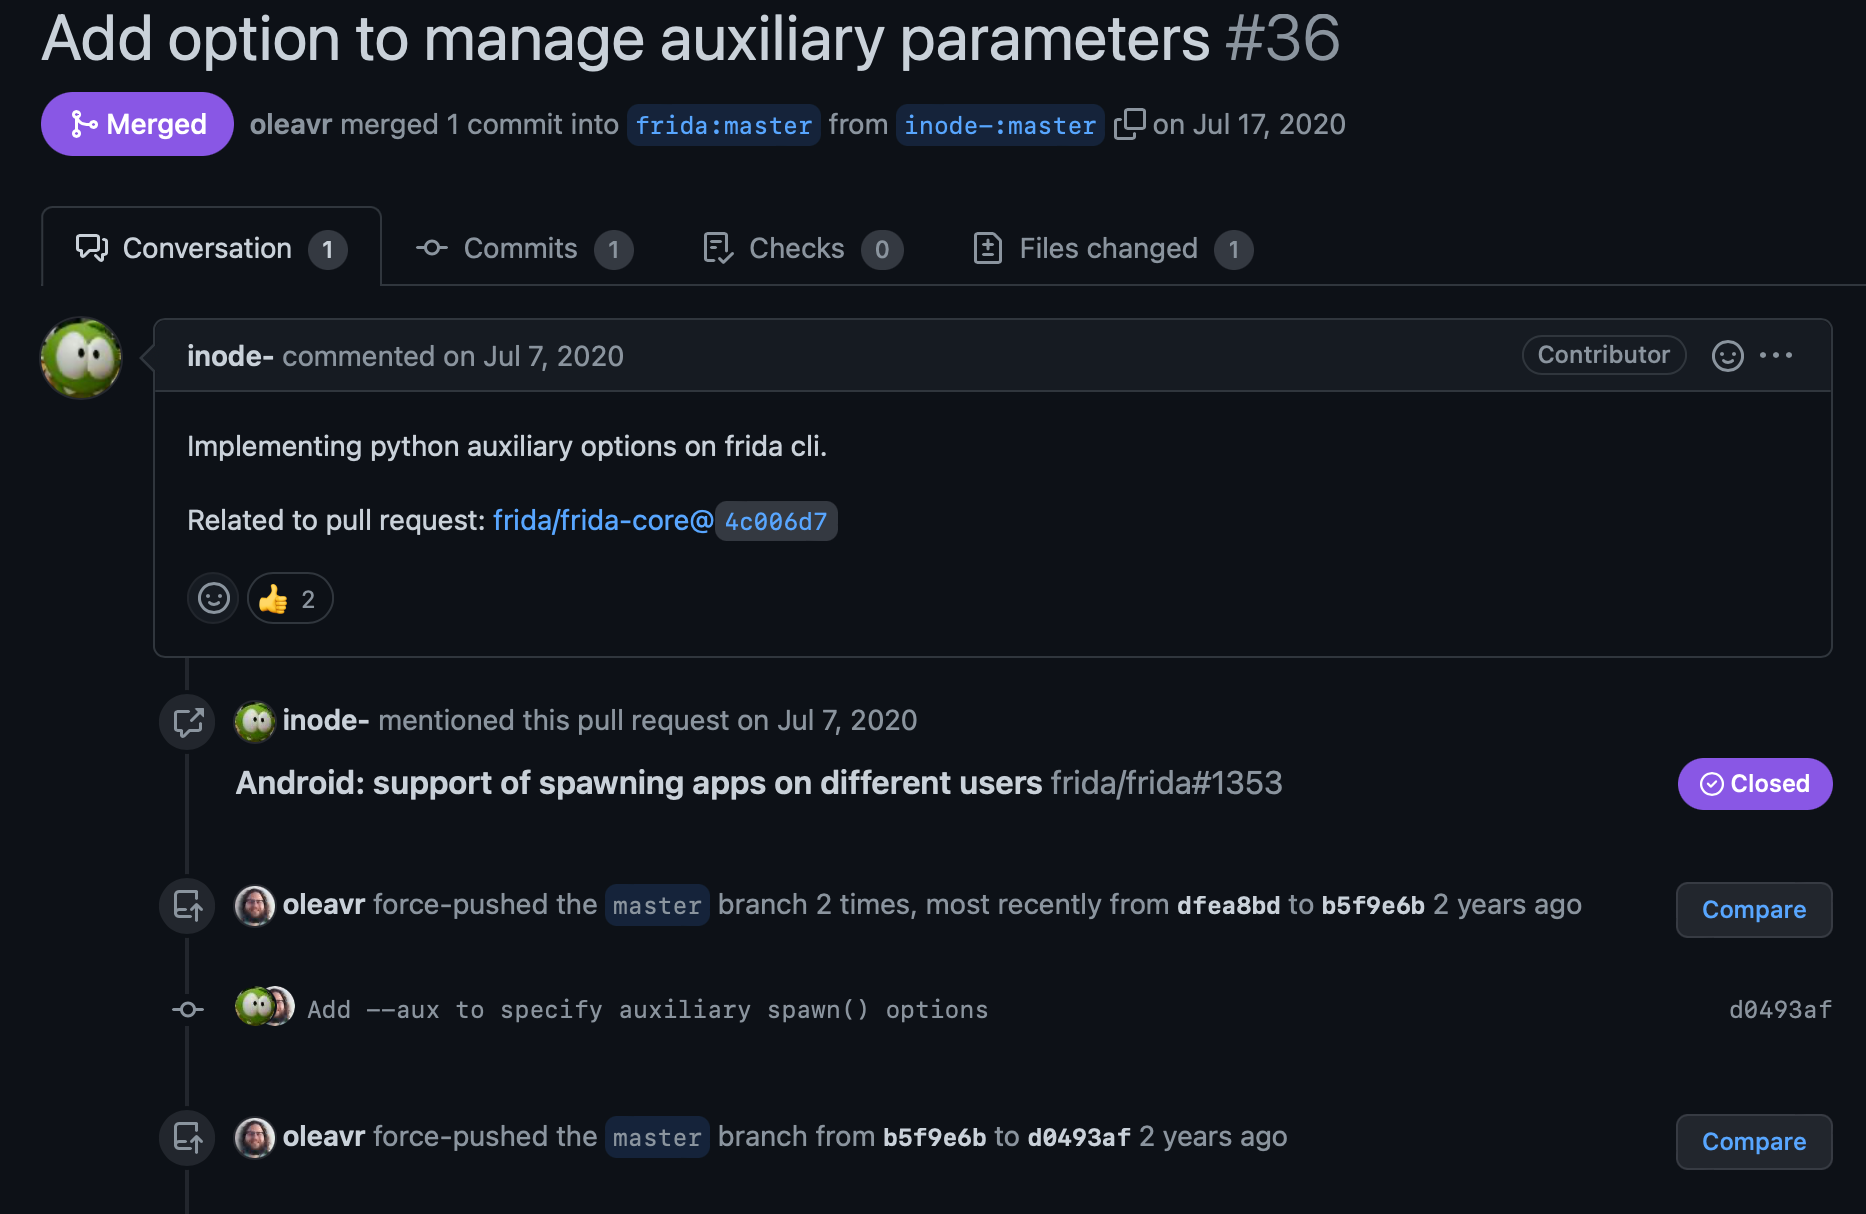 Add option to manage auxiliary parameters #36
Merged oleavr merged 1 commit into frida:master from inode-:master on Jul 17, 2020
Conversation 1 Commits 1 Checks 0 Files changed 1
inode- commented on Jul 7, 2020 Contributor
Implementing python auxiliary options on frida cli.
Related to pull request: frida/frida-core@4c006d7
👍 2
inode- mentioned this pull request on Jul 7, 2020
Android: support of spawning apps on different users frida/frida#1353 Closed
oleavr force-pushed the master branch 2 times, most recently from dfea8bd to b5f9e6b 2 years ago Compare
Add --aux to specify auxiliary spawn() options d0493af
oleavr force-pushed the master branch from b5f9e6b to d0493af 2 years ago Compare